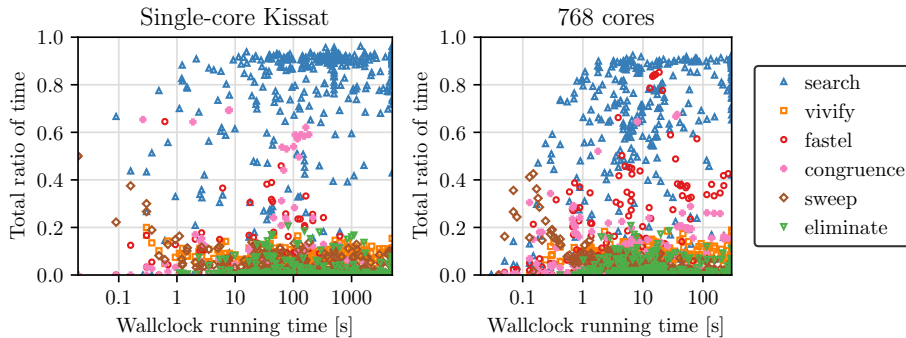 Single-core Kissat
768 cores
Total ratio of time
1.0
0.8
0.6
0.4
0.2
0.0
0.1
1
10
100
1000
Wallclock running time [s]
Total ratio of time
1.0
0.8
0.6
0.4
0.2
0.0
0.1
1
10
100
Wallclock running time [s]
search
vivify
fastel
congruence
sweep
eliminate